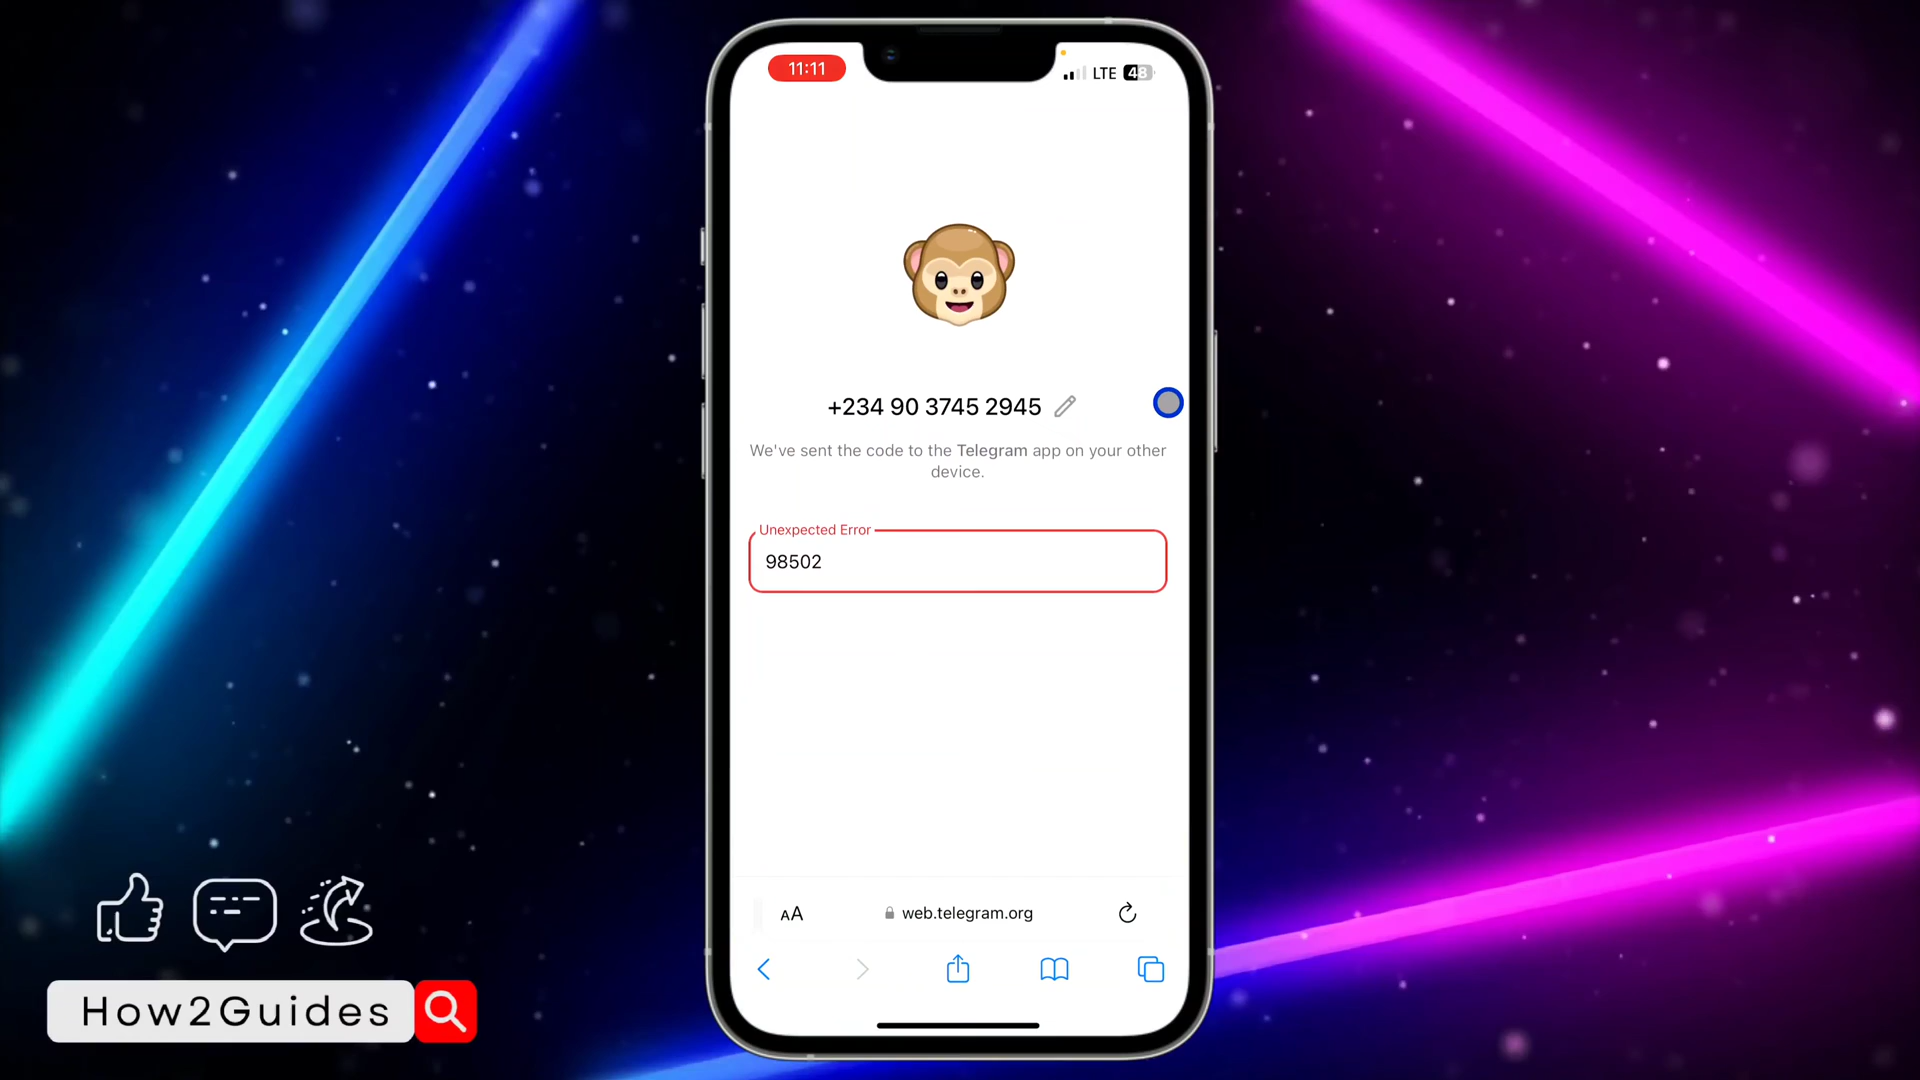 11:11
LTE 48
+234 90 3745 2945
We've sent the code to the Telegram app on your other
device.
Unexpected Error
98502
AA
web.telegram.org
How2Guides